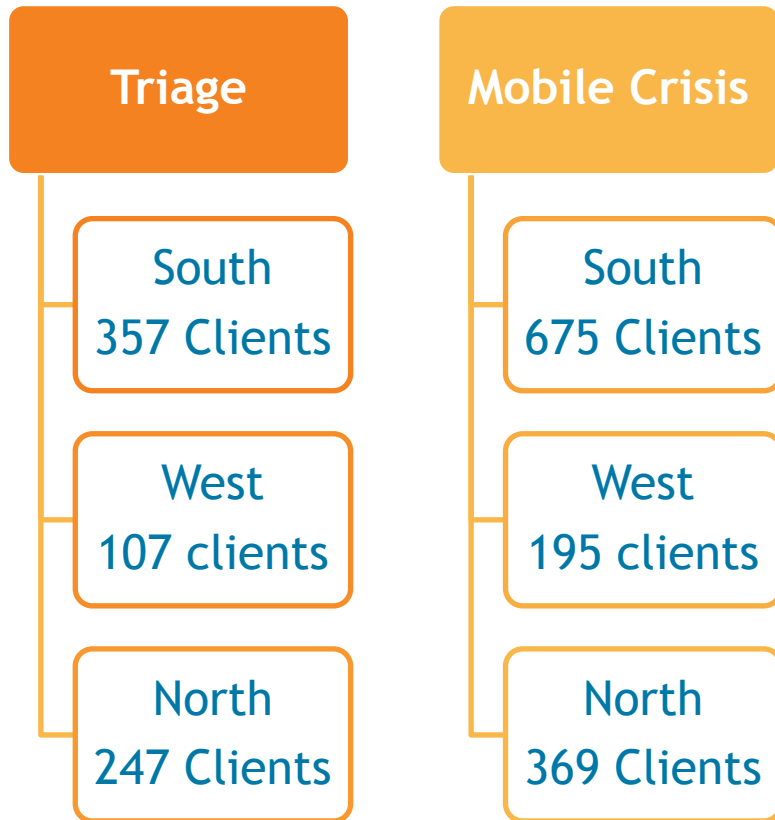 Triage
South
357 Clients
West
107 clients
North
247 Clients
Mobile Crisis
South
675 Clients
West
195 clients
North
369 Clients